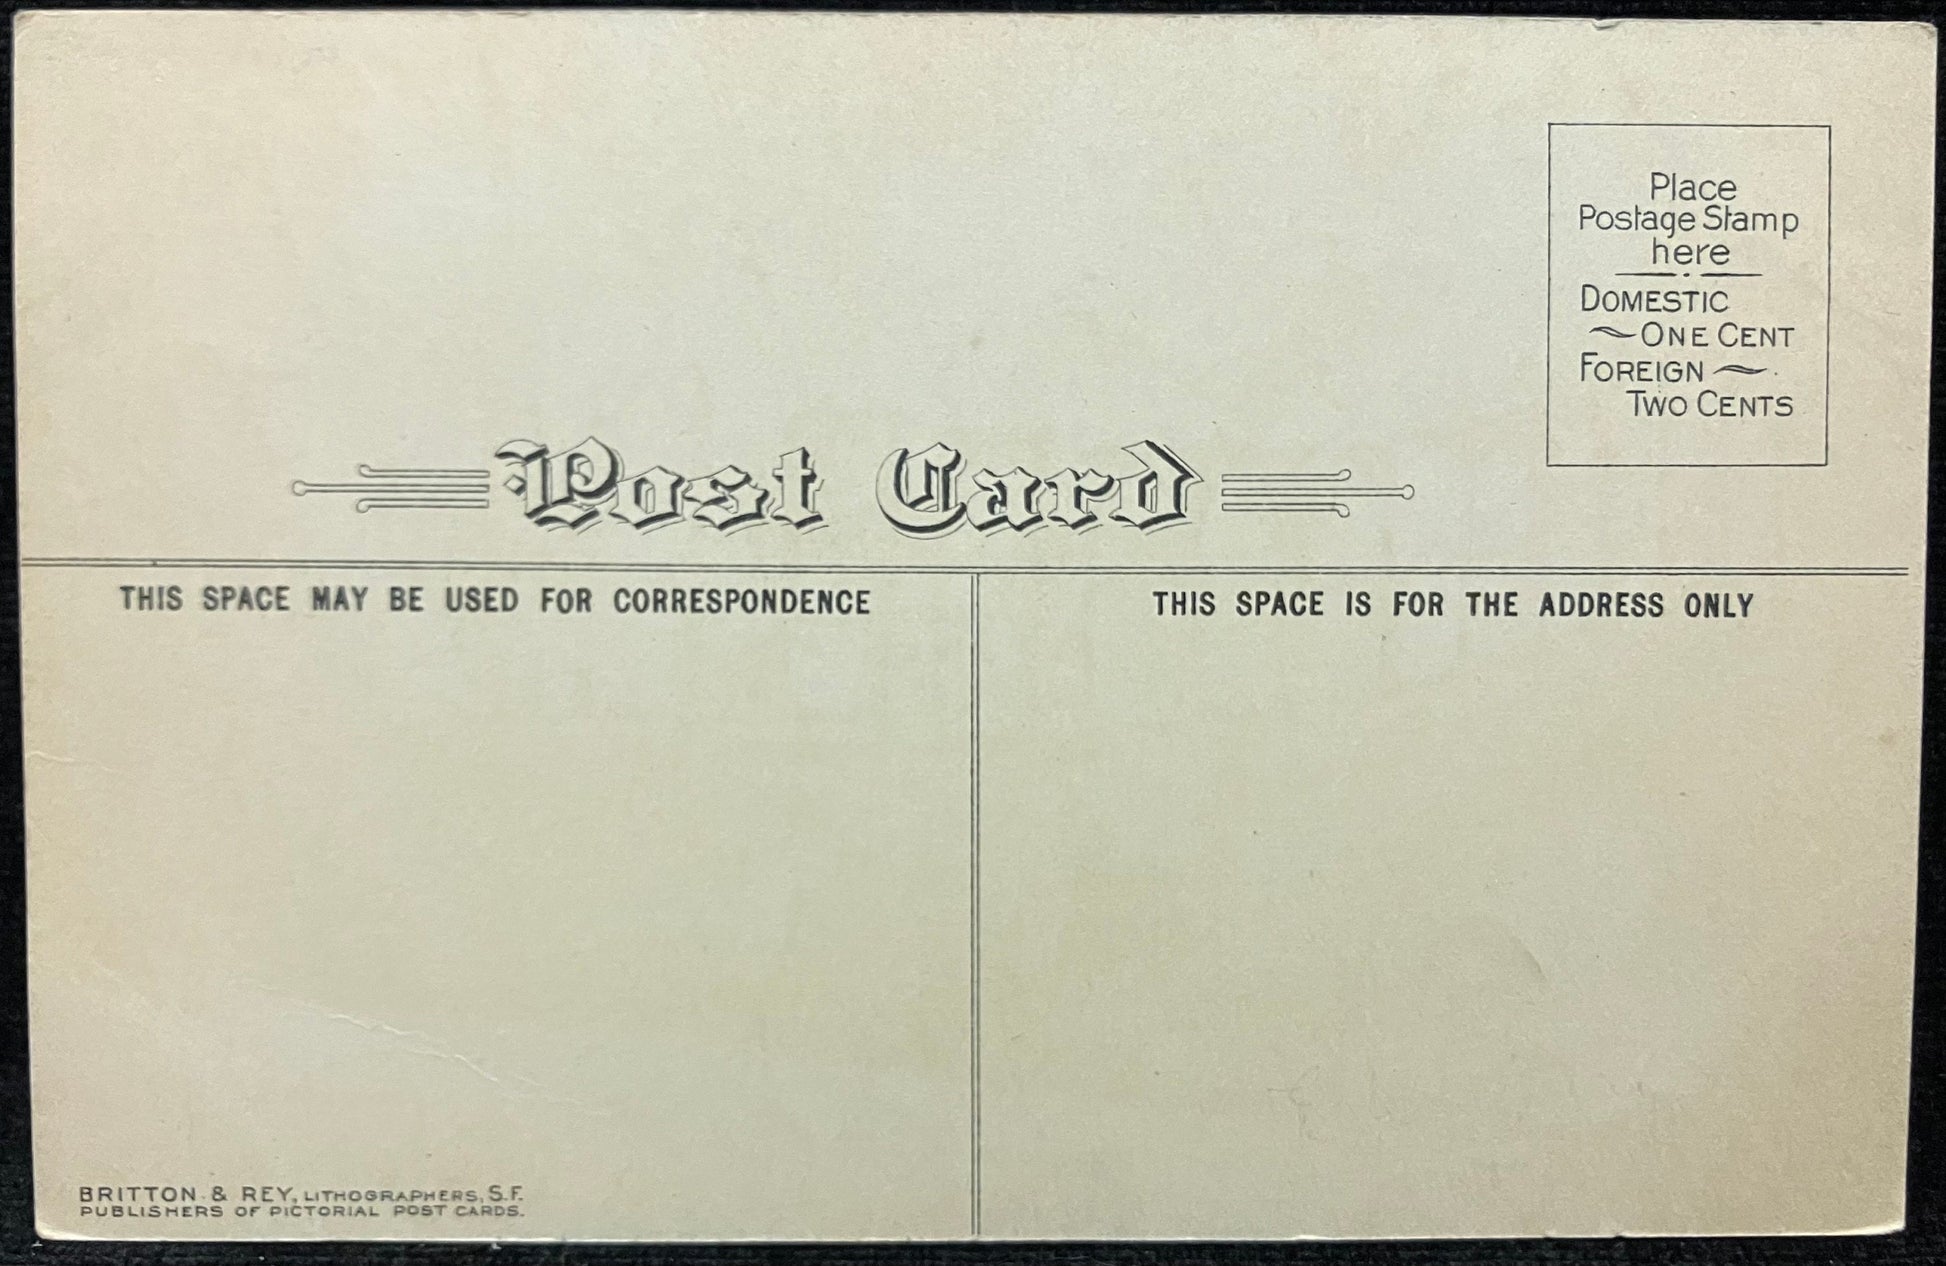 Place
Postage Stamp
here
DOMESTIC
ONE CENT
FOREIGN
TWO CENTS
Post Card
THIS SPACE MAY BE USED FOR CORRESPONDENCE
THIS SPACE IS FOR THE ADDRESS ONLY
BRITTON & REY, LITHOGRAPHERS, S.F.
PUBLISHERS OF PICTORIAL POST CARDS.